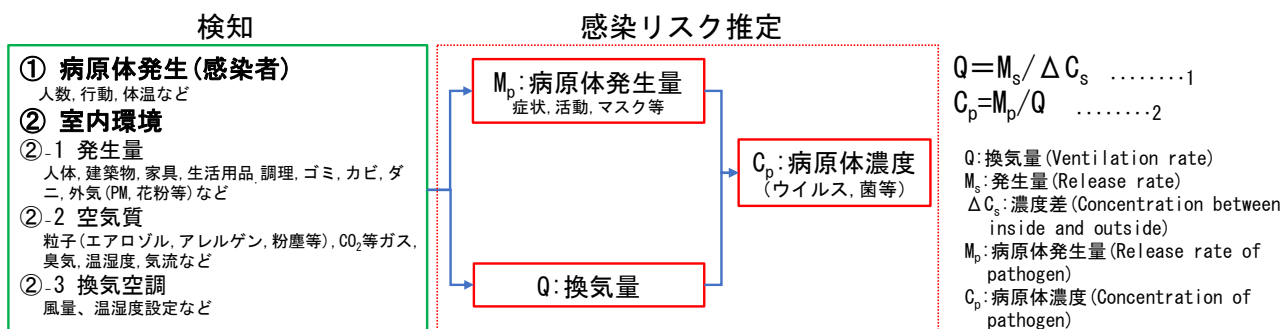 検知
① 病原体発生(感染者)
人数, 行動, 体温など
② 室内環境
②-1 発生量
人体, 建築物, 家具, 生活用品, 調理, ゴミ, カビ, ダ
ニ, 外気(PM, 花粉等)など
②-2 空気質
粒子(エアロゾル, アレルゲン, 粉塵等), CO₂等ガス,
臭気, 温湿度, 気流など
②-3 換気空調
風量、温湿度設定など
感染リスク推定
Mp:病原体発生量
症状, 活動, マスク等
Q:換気量
Cp:病原体濃度
(ウイルス, 菌等)
Q=Ms/ΔCs ........1
Cp=Mp/Q ........2
Q:換気量(Ventilation rate)
Ms:発生量(Release rate)
ΔCs:濃度差(Concentration between
inside and outside)
Mp:病原体発生量(Release rate of
pathogen)
Cp:病原体濃度(Concentration of
pathogen)